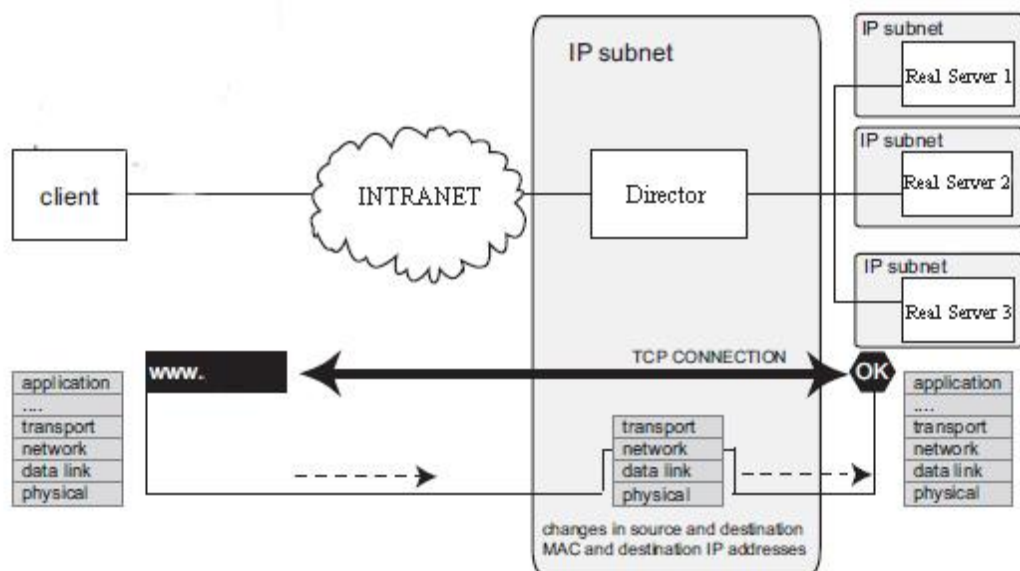 IP subnet
Real Server 1
IP subnet
IP subnet
Real Server 2
client
INTRANET
Director
IP subnet
Real Server 3
TCP CONNECTION
www.
OK
application
....
transport
network
data link
physical
transport
network
data link
physical
application
....
transport
network
data link
physical
changes in source and destination
MAC and destination IP addresses